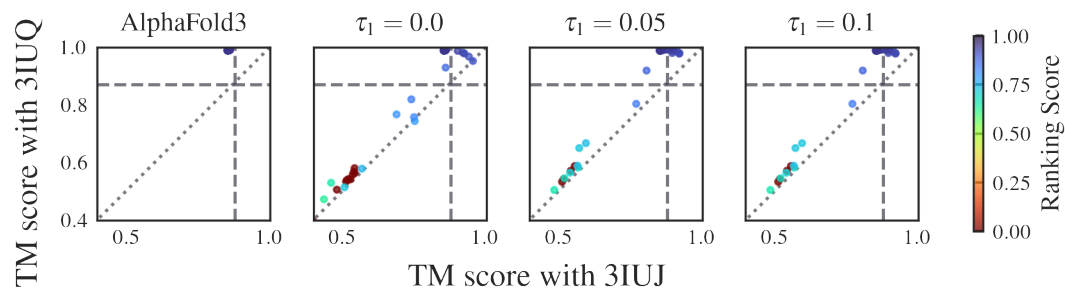 AlphaFold3
τ₁ = 0.0
τ₁ = 0.05
τ₁ = 0.1
TM score with 3IUQ
1.0
0.8
0.6
0.4
0.5 1.0
0.5 1.0
0.5 1.0
0.5 1.0
TM score with 3IUJ
1.00
0.75
0.50
0.25
0.00
Ranking Score